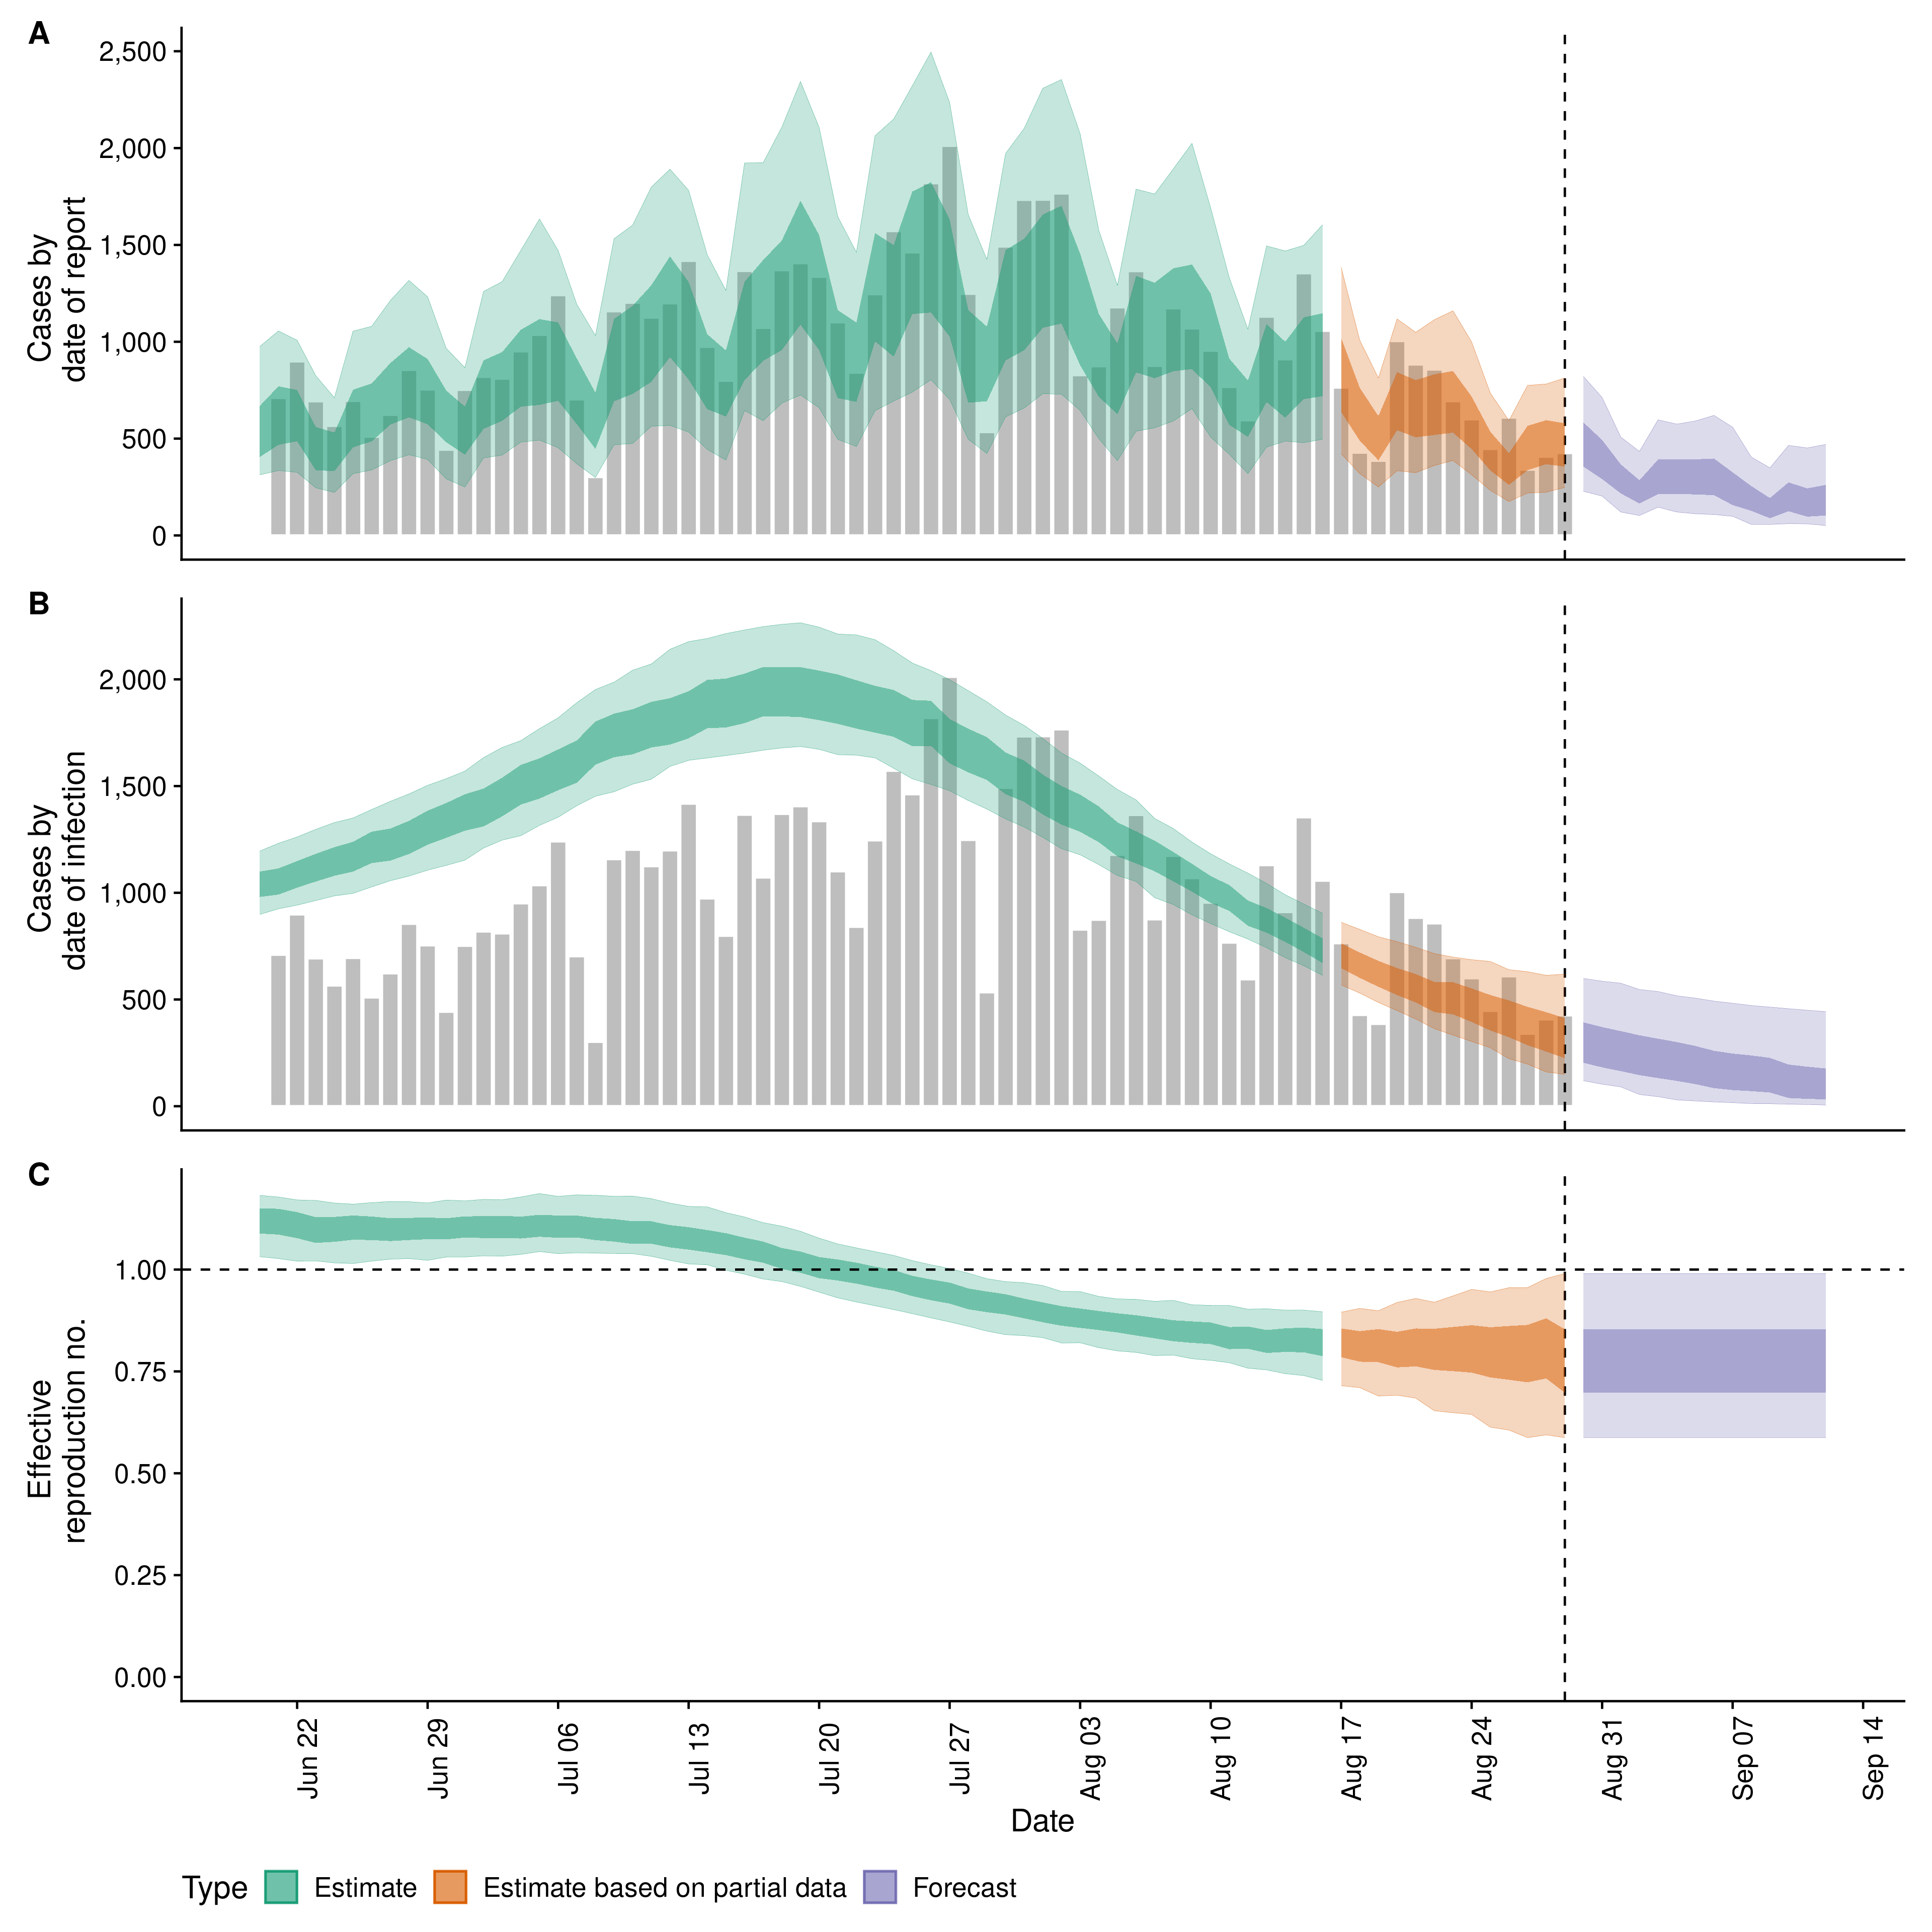 A
2,500
2,000
1,500
1,000
500
0
Cases by
date of report
B
2,000
1,500
1,000
500
0
Cases by
date of infection
C
1.00
0.75
0.50
0.25
0.00
Effective
reproduction no.
Jun 22
Jun 29
Jul 06
Jul 13
Jul 20
Jul 27
Aug 03
Aug 10
Aug 17
Aug 24
Aug 31
Sep 07
Sep 14
Date
Type Estimate Estimate based on partial data Forecast